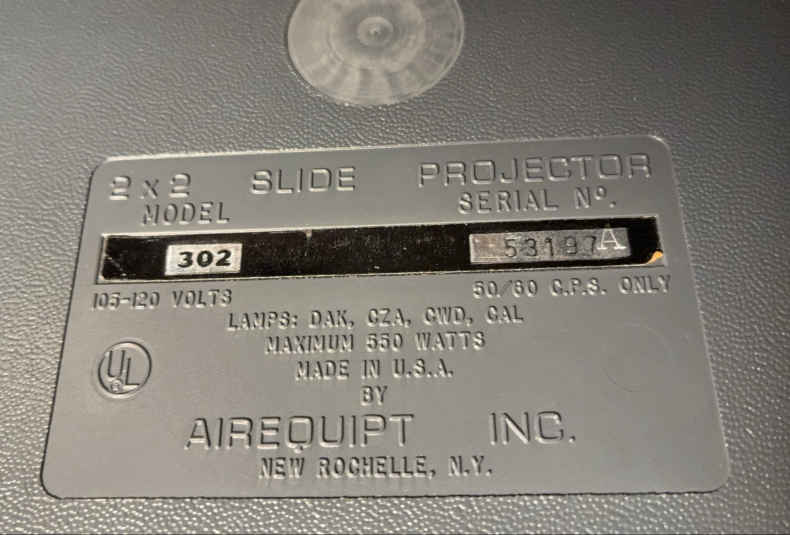 2 x 2 SLIDE PROJECTOR
MODEL SERIAL Nº.
302 53197A
105-120 VOLTS 50/60 C.P.S. ONLY
LAMPS: DAK, CZA, CWD, CAL
MAXIMUM 550 WATTS
UL MADE IN U.S.A.
BY
AIREQUIPT INC.
NEW ROCHELLE, N.Y.